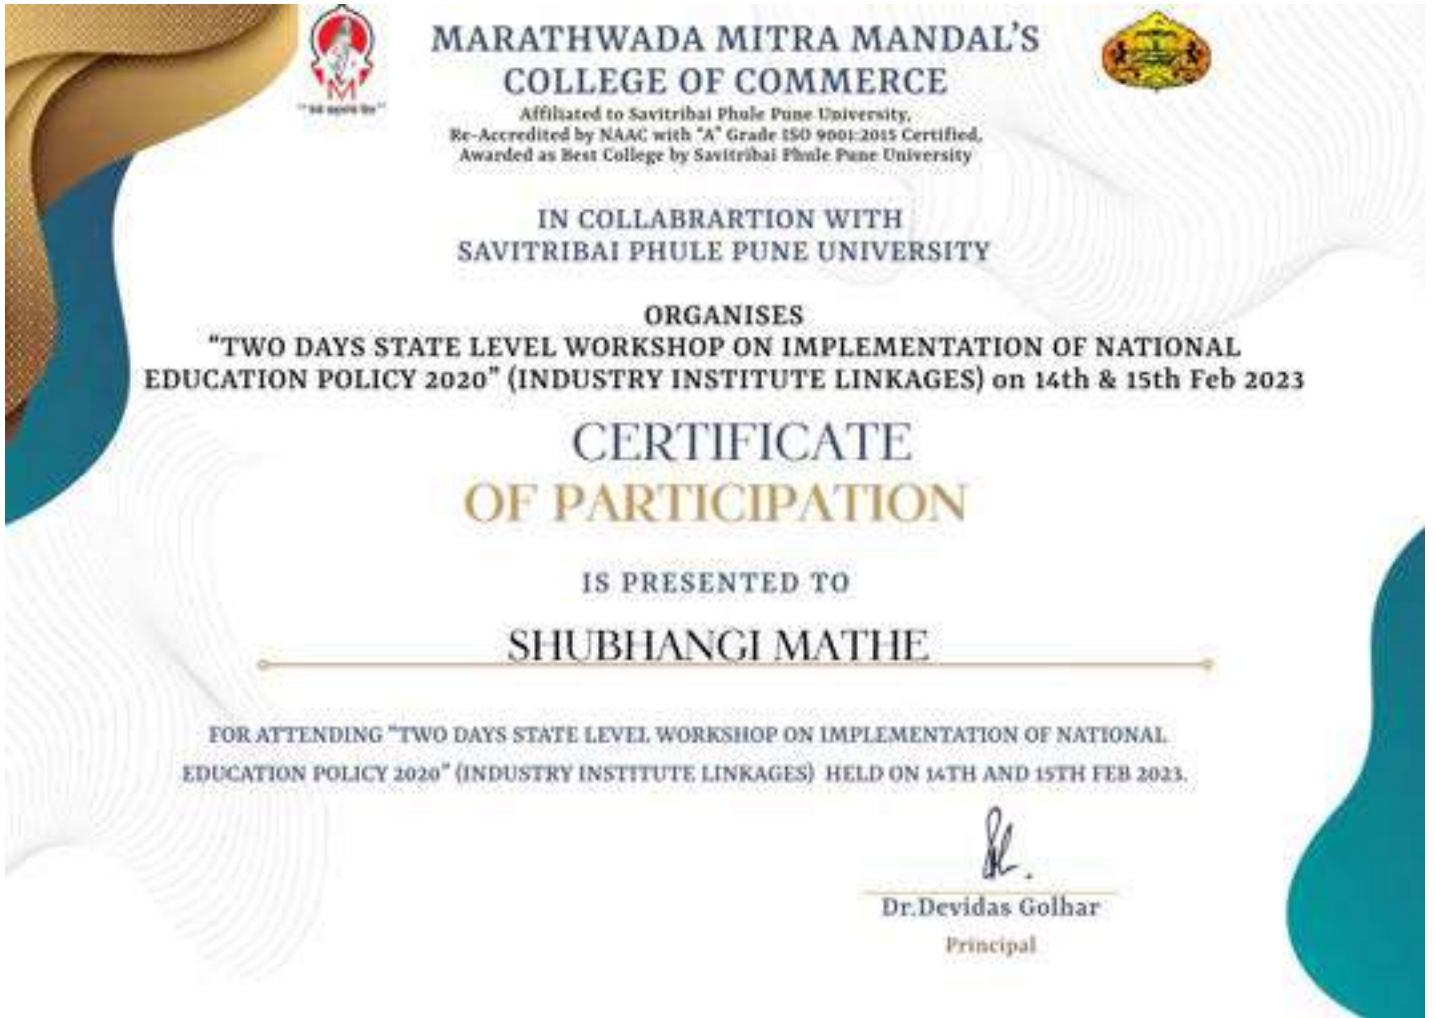 MARATHWADA MITRA MANDAL'S
COLLEGE OF COMMERCE
Affiliated to Savitribai Phule Pune University,
Re-Accredited by NAAC with "A" Grade ISO 9001:2015 Certified,
Awarded as Best College by Savitribai Phule Pune University
IN COLLABRARTION WITH
SAVITRIBAI PHULE PUNE UNIVERSITY
ORGANISES
"TWO DAYS STATE LEVEL WORKSHOP ON IMPLEMENTATION OF NATIONAL
EDUCATION POLICY 2020" (INDUSTRY INSTITUTE LINKAGES) on 14th & 15th Feb 2023
CERTIFICATE
OF PARTICIPATION
IS PRESENTED TO
SHUBHANGI MATHE
FOR ATTENDING "TWO DAYS STATE LEVEL WORKSHOP ON IMPLEMENTATION OF NATIONAL
EDUCATION POLICY 2020" (INDUSTRY INSTITUTE LINKAGES) HELD ON 14TH AND 15TH FEB 2023.
Dr.Devidas Golhar
Principal